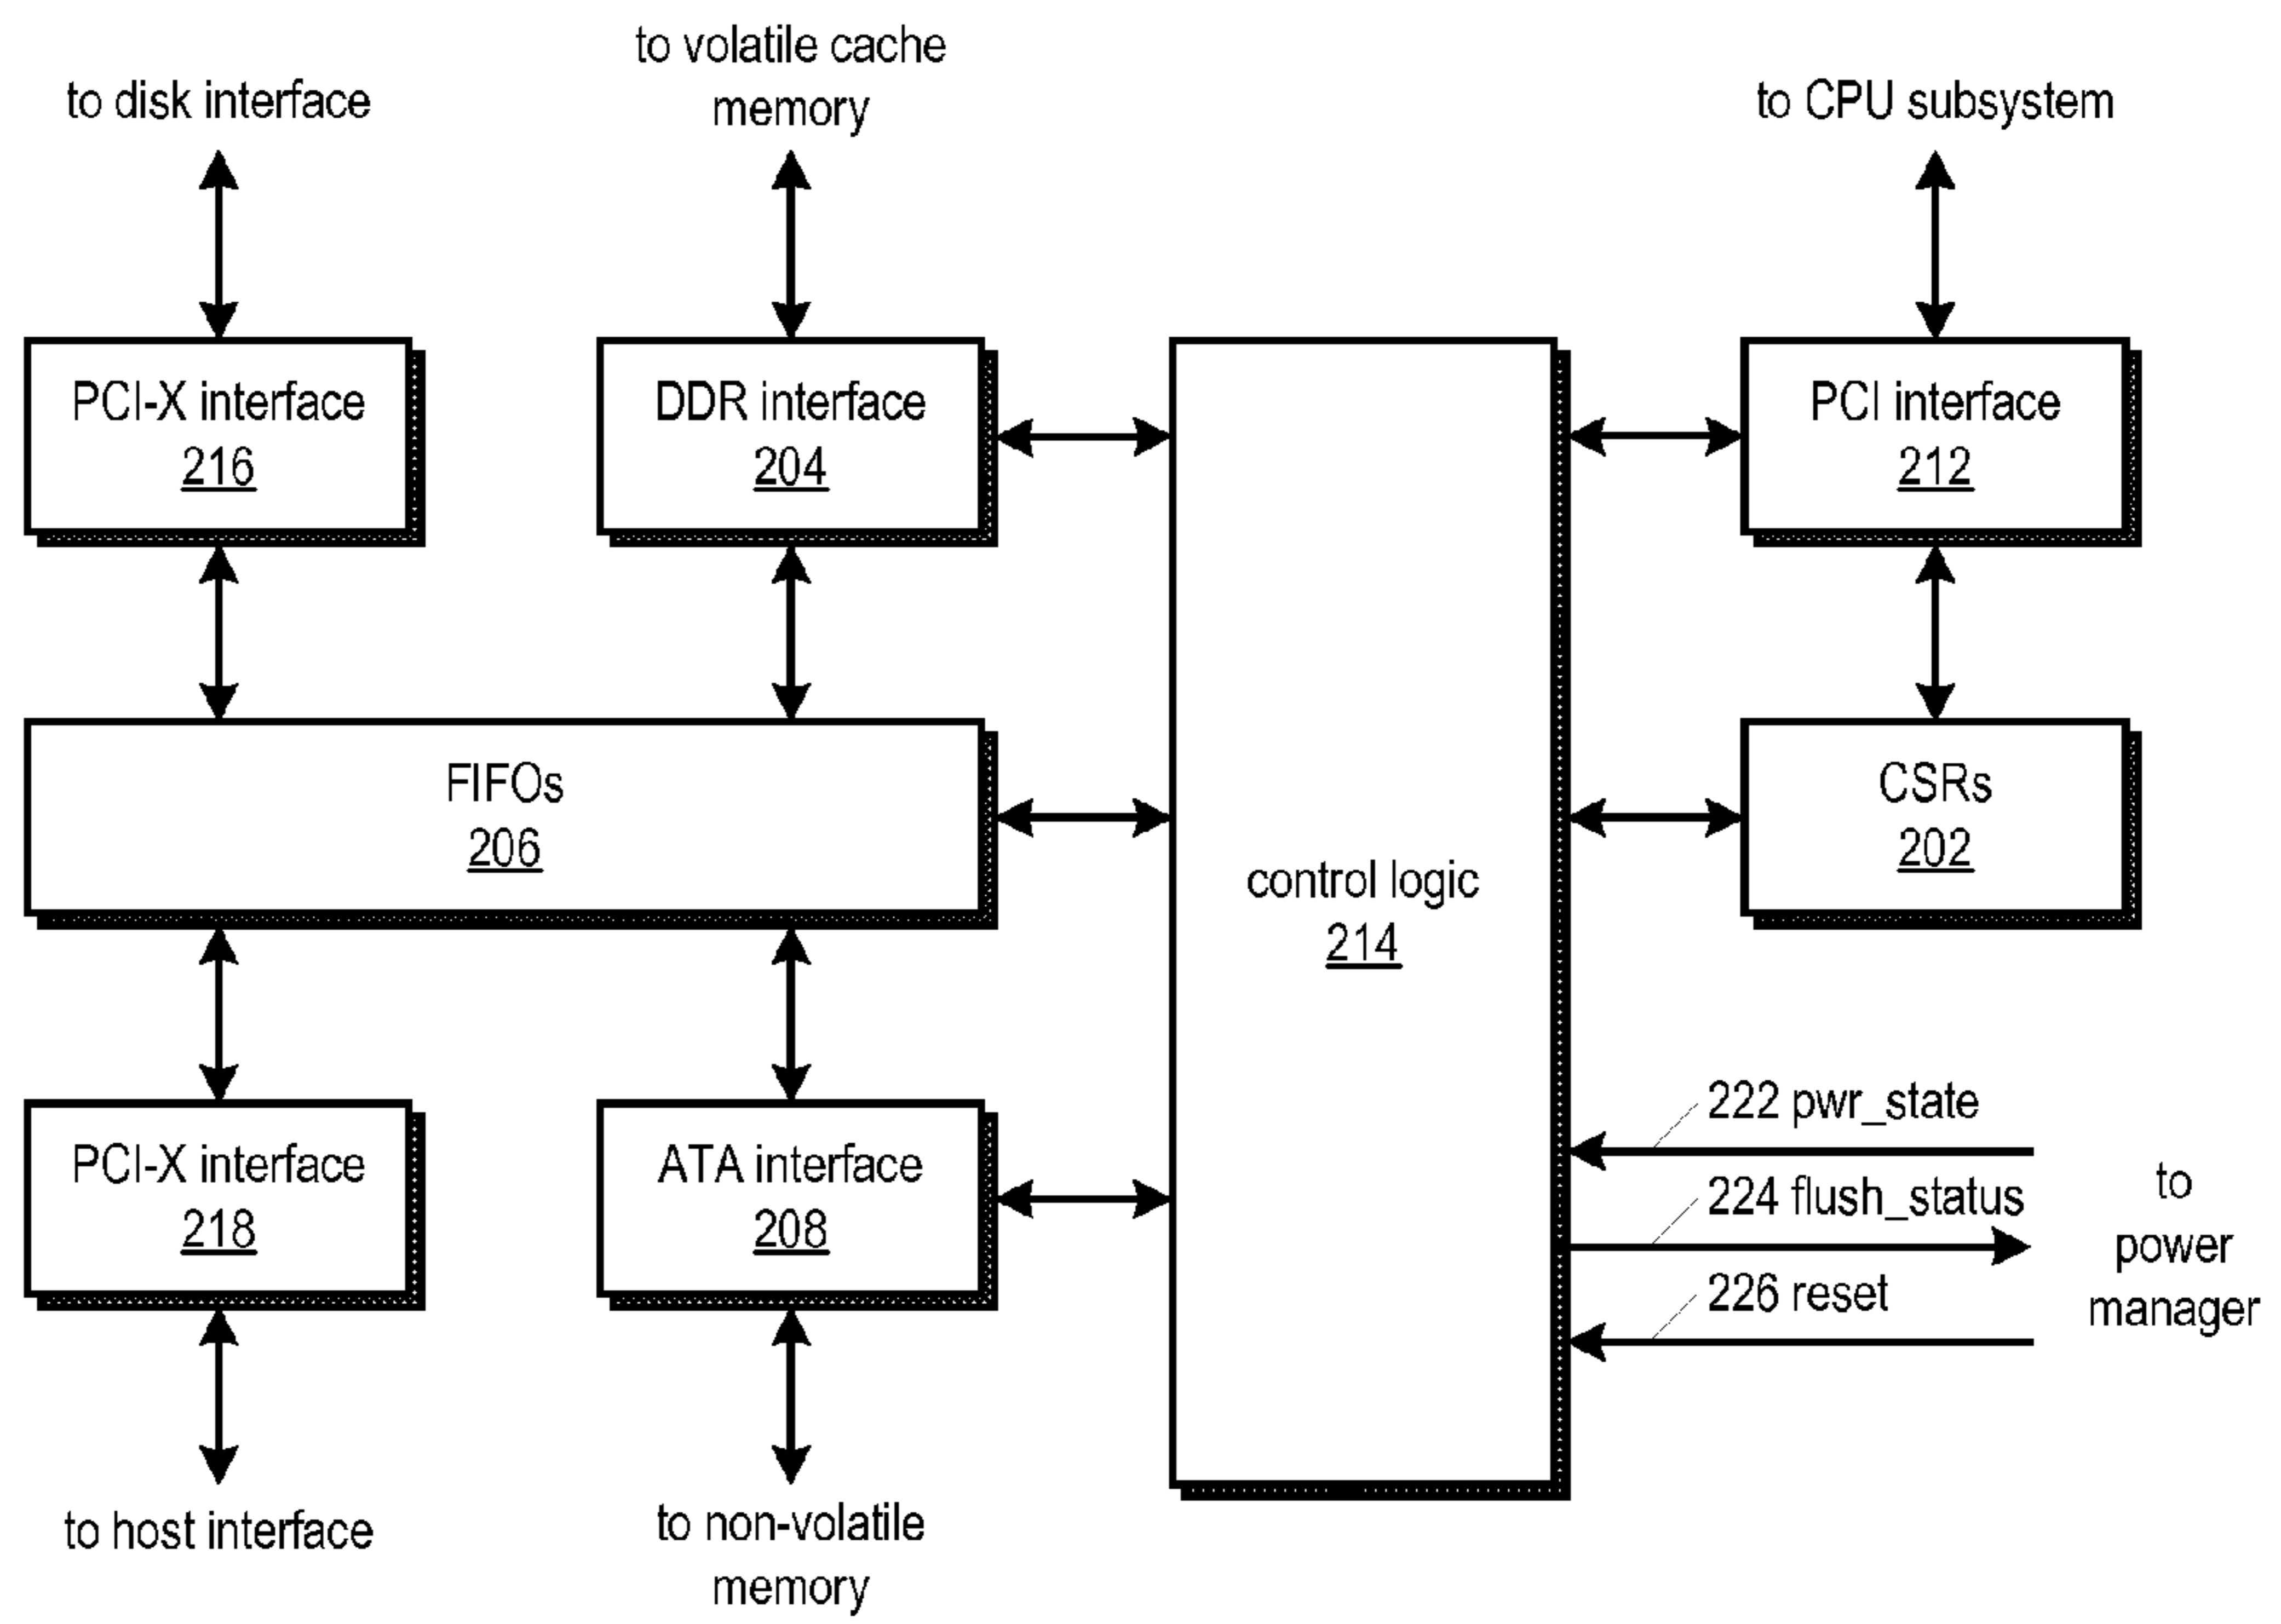 to disk interface
to volatile cache
memory
to CPU subsystem
PCI-X interface
216
DDR interface
204
PCI interface
212
FIFOs
206
control logic
214
CSRs
202
PCI-X interface
218
ATA interface
208
222 pwr_state
224 flush_status
226 reset
to
power
manager
to host interface
to non-volatile
memory